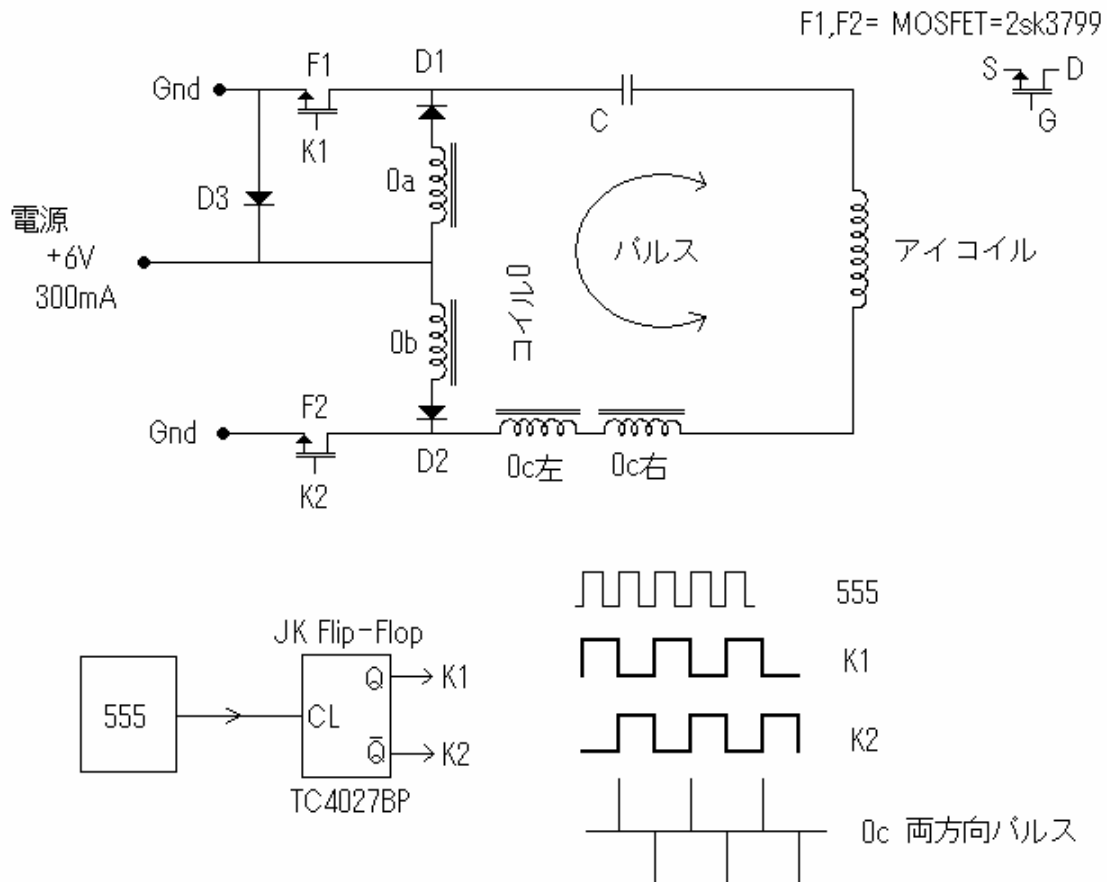 F1,F2= MOSFET=2sk3799
S
D
G
Gnd
F1
K1
D1
C
0a
D3
電源
+6V
300mA
パルス
アイコイル
コイル0
0b
Gnd
F2
K2
D2
0c左
0c右
555
JK Flip-Flop
CL
Q
K1
Q̄
K2
TC4027BP
555
K1
K2
0c 両方向パルス